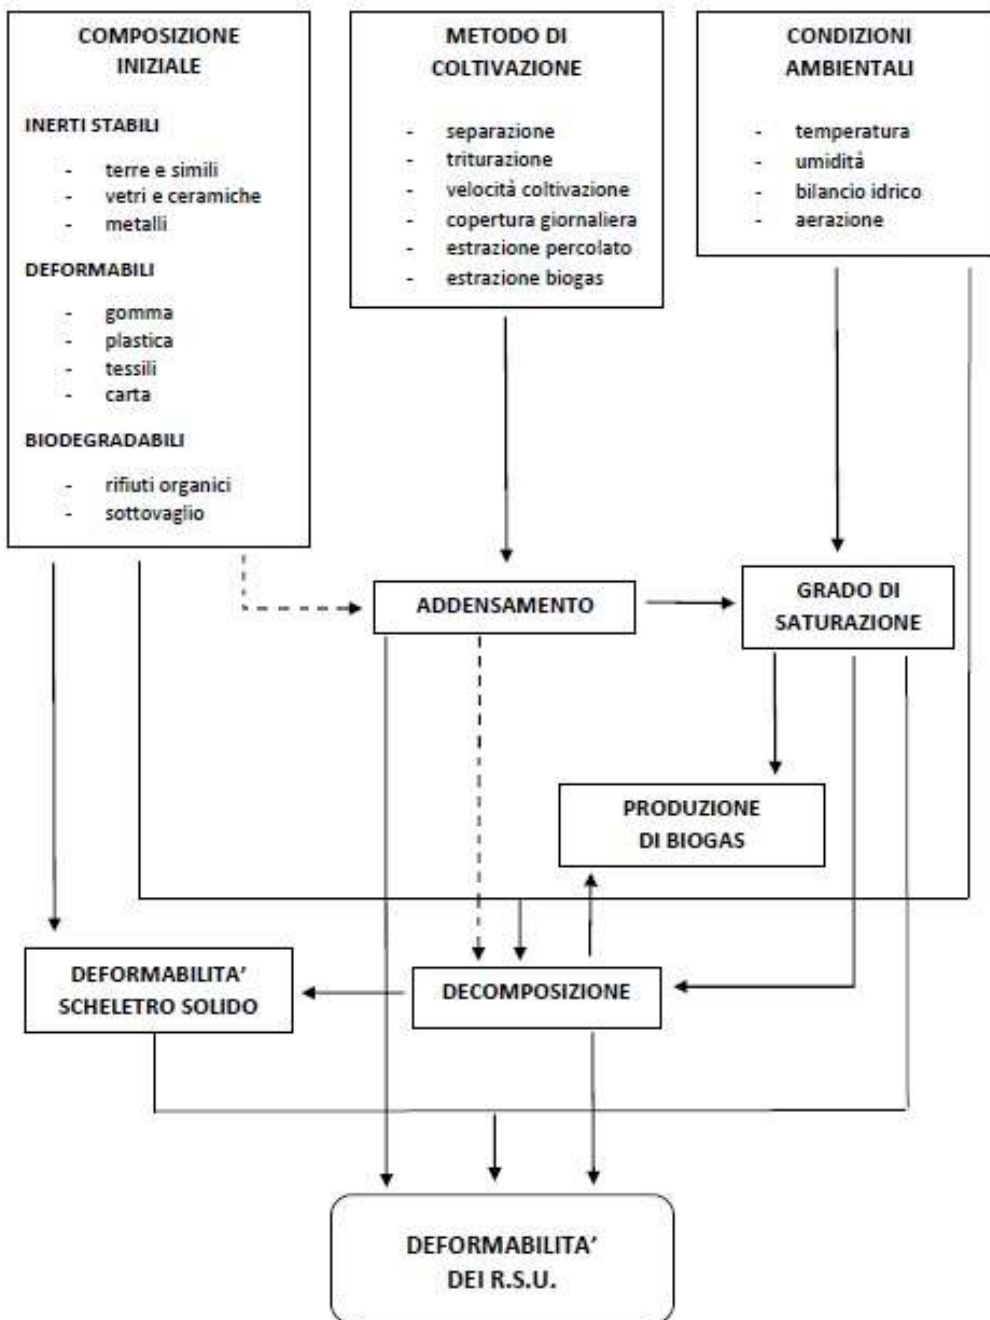 COMPOSIZIONE
INIZIALE
INERTI STABILI
- terre e simili
- vetri e ceramiche
- metalli
DEFORMABILI
- gomma
- plastica
- tessili
- carta
BIODEGRADABILI
- rifiuti organici
- sottovaglio
METODO DI
COLTIVAZIONE
- separazione
- triturazione
- velocità coltivazione
- copertura giornaliera
- estrazione percolato
- estrazione biogas
CONDIZIONI
AMBIENTALI
- temperatura
- umidità
- bilancio idrico
- aerazione
ADDENSAMENTO
GRADO DI
SATURAZIONE
PRODUZIONE
DI BIOGAS
DEFORMABILITA’
SCHELETRO SOLIDO
DECOMPOSIZIONE
DEFORMABILITA’
DEI R.S.U.